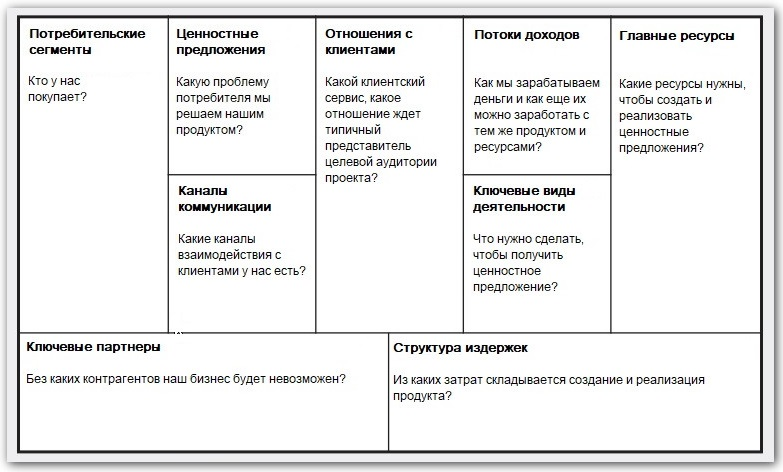 Потребительские
сегменты
Кто у нас
покупает?
Ценностные
предложения
Какую проблему
потребителя мы
решаем нашим
продуктом?
Каналы
коммуникации
Какие каналы
взаимодействия с
клиентами у нас есть?
Отношения с
клиентами
Какой клиентский
сервис, какое
отношение ждет
типичный
представитель
целевой аудитории
проекта?
Потоки доходов
Как мы зарабатываем
деньги и как еще их
можно заработать с
тем же продуктом и
ресурсами?
Ключевые виды
деятельности
Что нужно сделать,
чтобы получить
ценностное
предложение?
Главные ресурсы
Какие ресурсы нужны,
чтобы создать и
реализовать
ценностные
предложения?
Ключевые партнеры
Без каких контрагентов наш бизнес будет невозможен?
Структура издержек
Из каких затрат складывается создание и реализация
продукта?